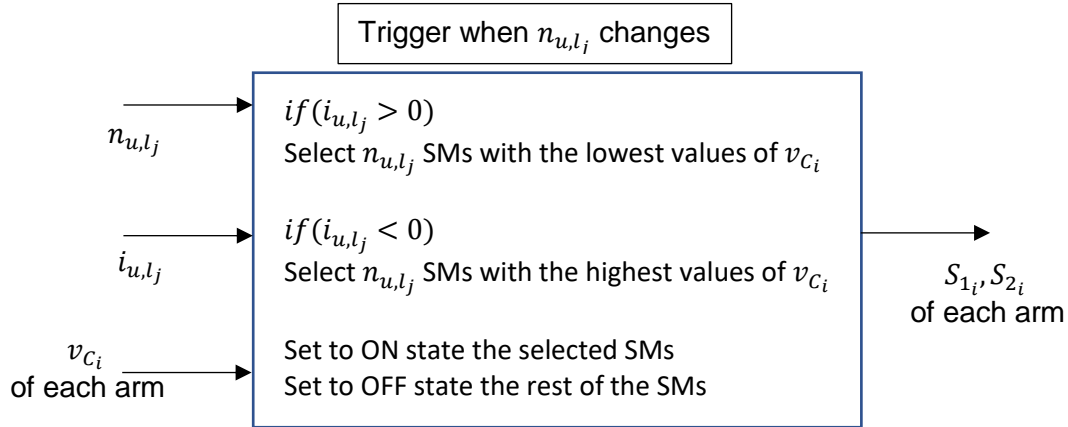 Trigger when $n_{u,l_j}$ changes
$n_{u,l_j}$
$if(i_{u,l_j} > 0)$
Select $n_{u,l_j}$ SMs with the lowest values of $v_{C_i}$
$i_{u,l_j}$
$if(i_{u,l_j} < 0)$
Select $n_{u,l_j}$ SMs with the highest values of $v_{C_i}$
$v_{C_i}$
of each arm
Set to ON state the selected SMs
Set to OFF state the rest of the SMs
$S_{1_i}, S_{2_i}$
of each arm